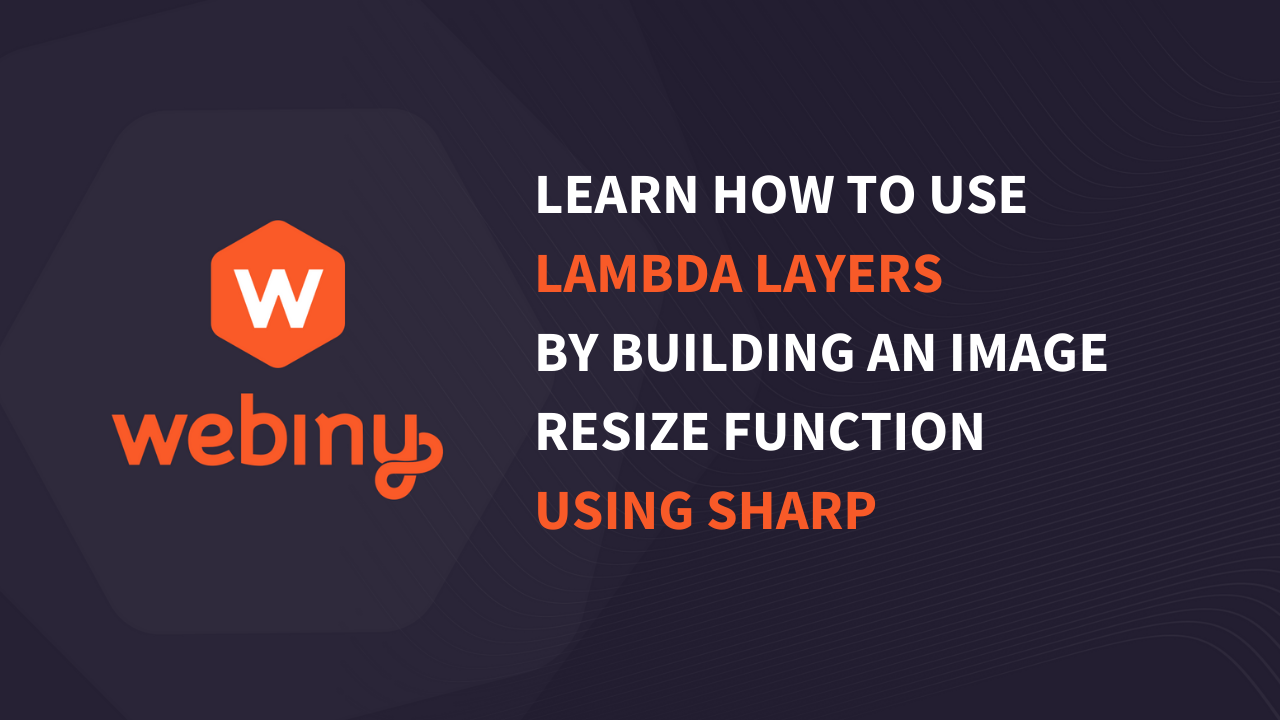 W
webiny
LEARN HOW TO USE
LAMBDA LAYERS
BY BUILDING AN IMAGE
RESIZE FUNCTION
USING SHARP